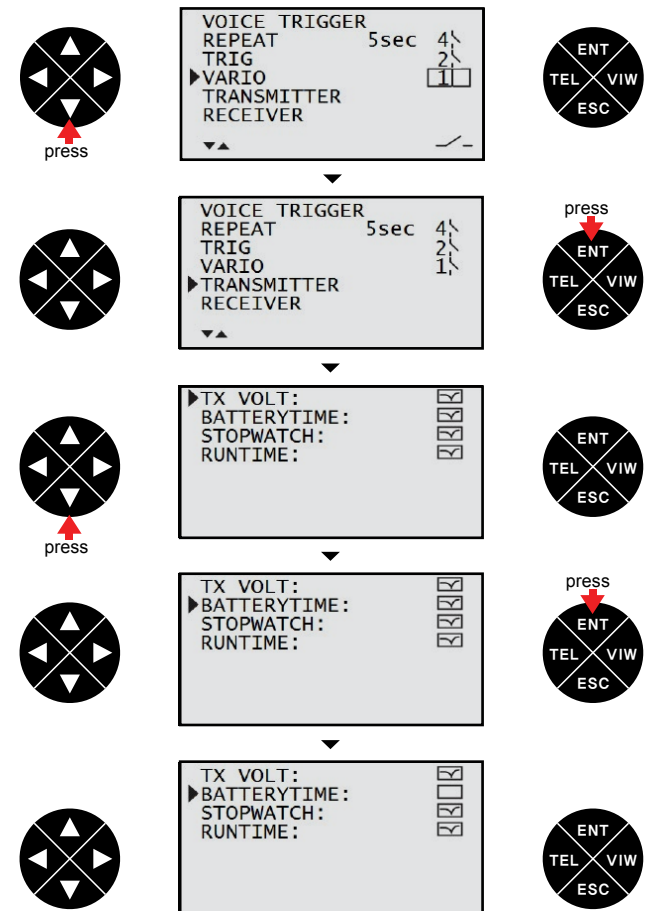 VOICE TRIGGER
REPEAT 5sec 4
TRIG 2
VARIO 1
TRANSMITTER
RECEIVER
press
ENT
TEL VIW
ESC
VOICE TRIGGER
REPEAT 5sec 4
TRIG 2
VARIO 1
TRANSMITTER
RECEIVER
press
ENT
TEL VIW
ESC
TX VOLT:
BATTERYTIME:
STOPWATCH:
RUNTIME:
press
ENT
TEL VIW
ESC
TX VOLT:
BATTERYTIME:
STOPWATCH:
RUNTIME:
press
ENT
TEL VIW
ESC
TX VOLT:
BATTERYTIME:
STOPWATCH:
RUNTIME:
ENT
TEL VIW
ESC